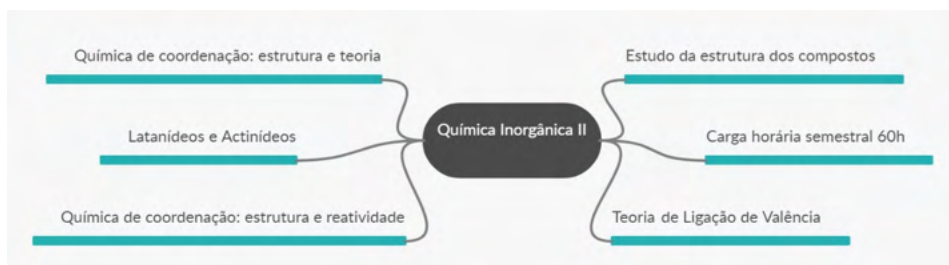 Química de coordenação: estrutura e teoria
Estudo da estrutura dos compostos
Química Inorgânica II
Latanídeos e Actinídeos
Carga horária semestral 60h
Química de coordenação: estrutura e reatividade
Teoria de Ligação de Valência